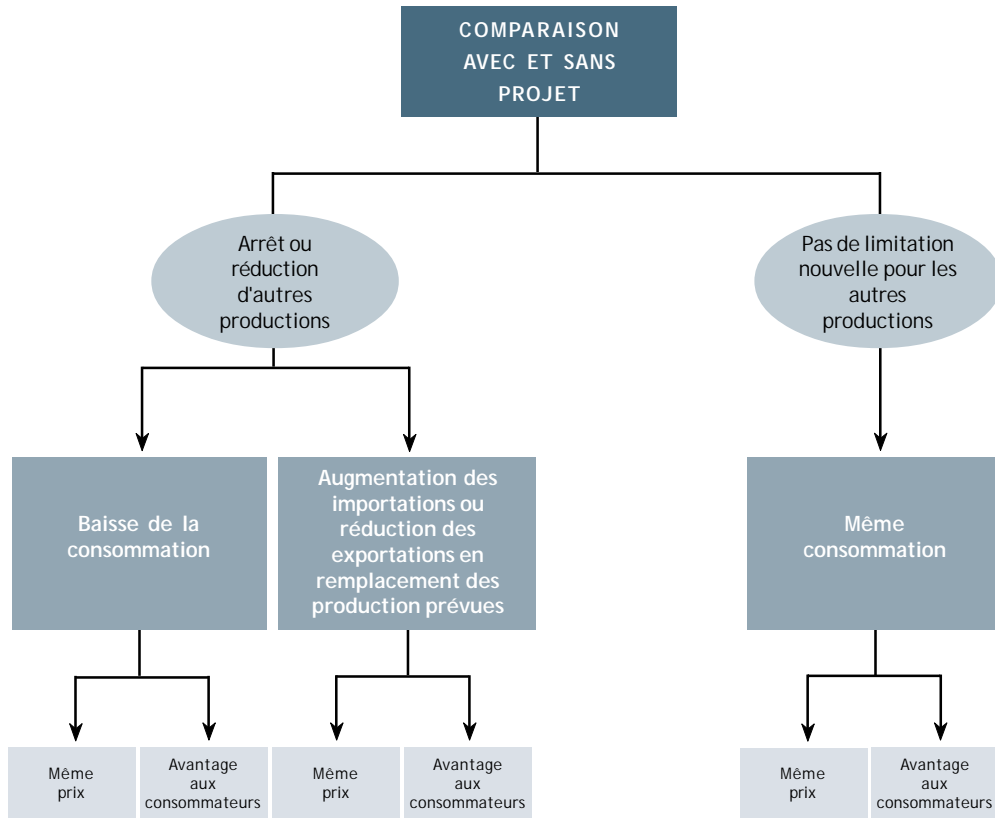 COMPARAISON
AVEC ET SANS
PROJET
Arrêt ou
réduction
d'autres
productions
Pas de limitation
nouvelle pour les
autres
productions
Baisse de la
consommation
Augmentation des
importations ou
réduction des
exportations en
remplacement des
production prévues
Même
consommation
Même
prix
Avantage
aux
consommateurs
Même
prix
Avantage
aux
consommateurs
Même
prix
Avantage
aux
consommateurs